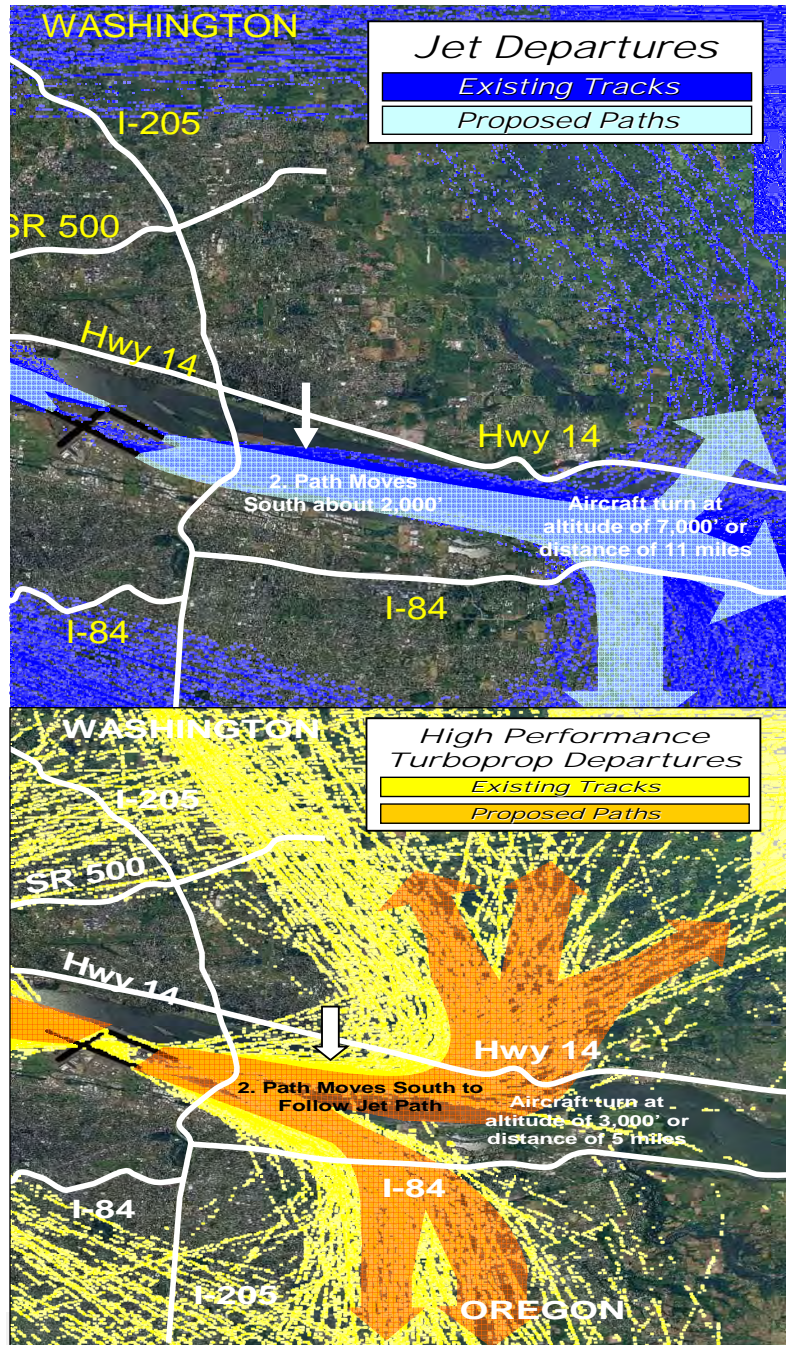 WASHINGTON
Jet Departures
Existing Tracks
Proposed Paths
I-205
SR 500
Hwy 14
Hwy 14
2. Path Moves
South about 2,000'
Aircraft turn at
altitude of 7,000' or
distance of 11 miles
I-84
I-84
WASHINGTON
High Performance
Turboprop Departures
Existing Tracks
Proposed Paths
I-205
SR 500
Hwy 14
Hwy 14
2. Path Moves South to
Follow Jet Path
Aircraft turn at
altitude of 3,000' or
distance of 5 miles
I-84
I-84
I-205
OREGON